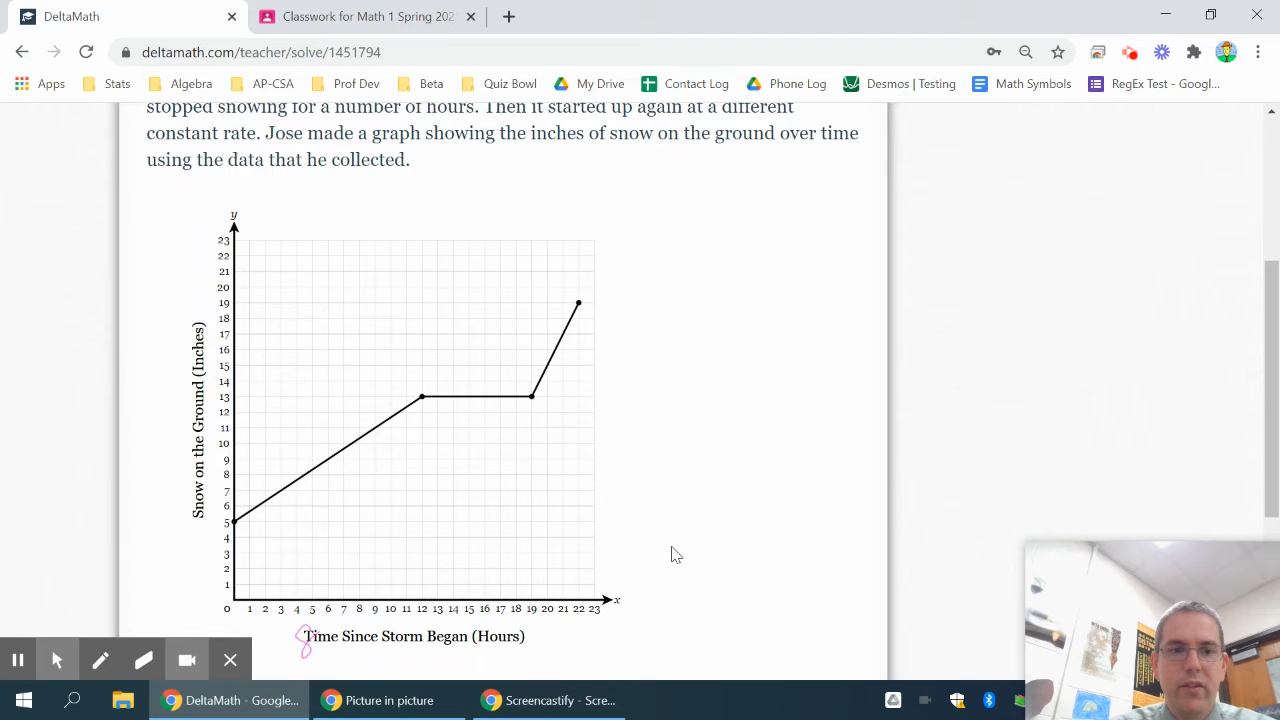 DeltaMath
Classwork for Math 1 Spring 202
deltamath.com/teacher/solve/1451794
Apps Stats Algebra AP-CSA Prof Dev Beta Quiz Bowl My Drive Contact Log Phone Log Desmos | Testing Math Symbols RegEx Test - Google...
stopped snowing for a number of hours. Then it started up again at a different
constant rate. Jose made a graph showing the inches of snow on the ground over time
using the data that he collected.
y
23
22
21
20
19
18
17
16
15
14
13
12
11
10
9
8
7
6
5
4
3
2
1
Snow on the Ground (Inches)
0 1 2 3 4 5 6 7 8 9 10 11 12 13 14 15 16 17 18 19 20 21 22 23 x
Time Since Storm Began (Hours)
8
DeltaMath - Google... Picture in picture Screencastify - Scre...